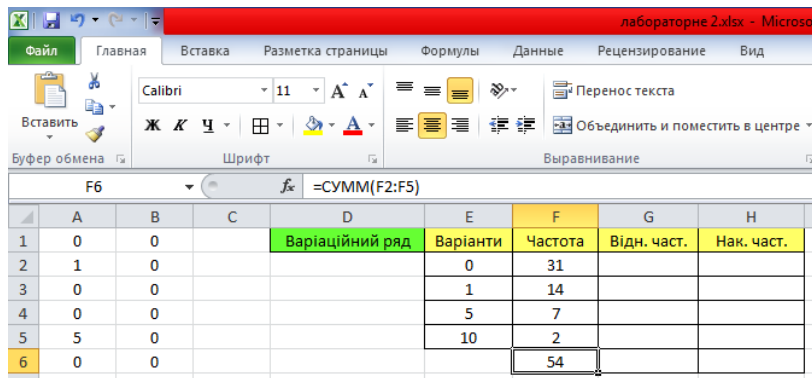 лабораторне 2.xlsx - Microso
Файл Главная Вставка Разметка страницы Формулы Данные Рецензирование Вид
Вставить Calibri 11 A A Перенос текста
Ж К Ч А Объединить и поместить в центре
Буфер обмена Шрифт Выравнивание
F6 fx =СУММ(F2:F5)
A B C D E F G H
1 0 0 Варіаційний ряд Варіанти Частота Відн. част. Нак. част.
2 1 0 0 31
3 0 0 1 14
4 0 0 5 7
5 5 0 10 2
6 0 0 54